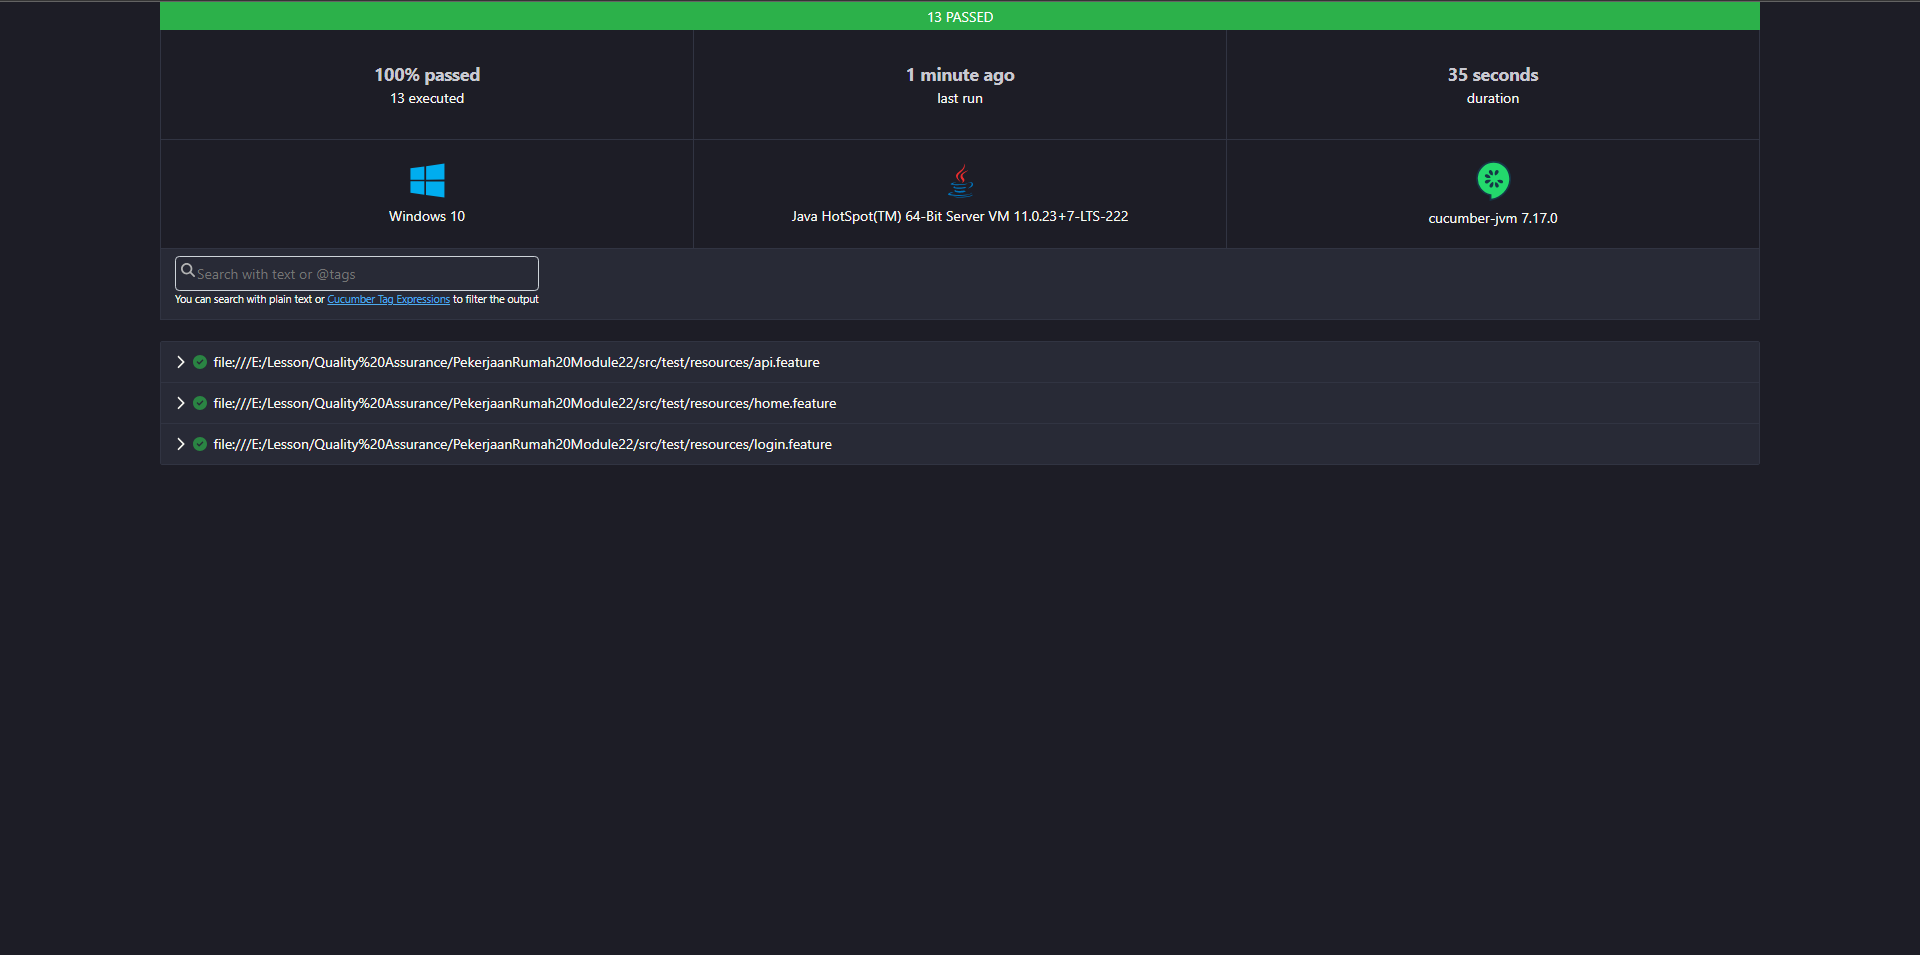 13 PASSED
100% passed
13 executed
1 minute ago
last run
35 seconds
duration
Windows 10
Java HotSpot(TM) 64-Bit Server VM 11.0.23+7-LTS-222
cucumber-jvm 7.17.0
Search with text or @tags
You can search with plain text or Cucumber Tag Expressions to filter the output
file:///E:/Lesson/Quality%20Assurance/PekerjaanRumah20Module22/src/test/resources/api.feature
file:///E:/Lesson/Quality%20Assurance/PekerjaanRumah20Module22/src/test/resources/home.feature
file:///E:/Lesson/Quality%20Assurance/PekerjaanRumah20Module22/src/test/resources/login.feature